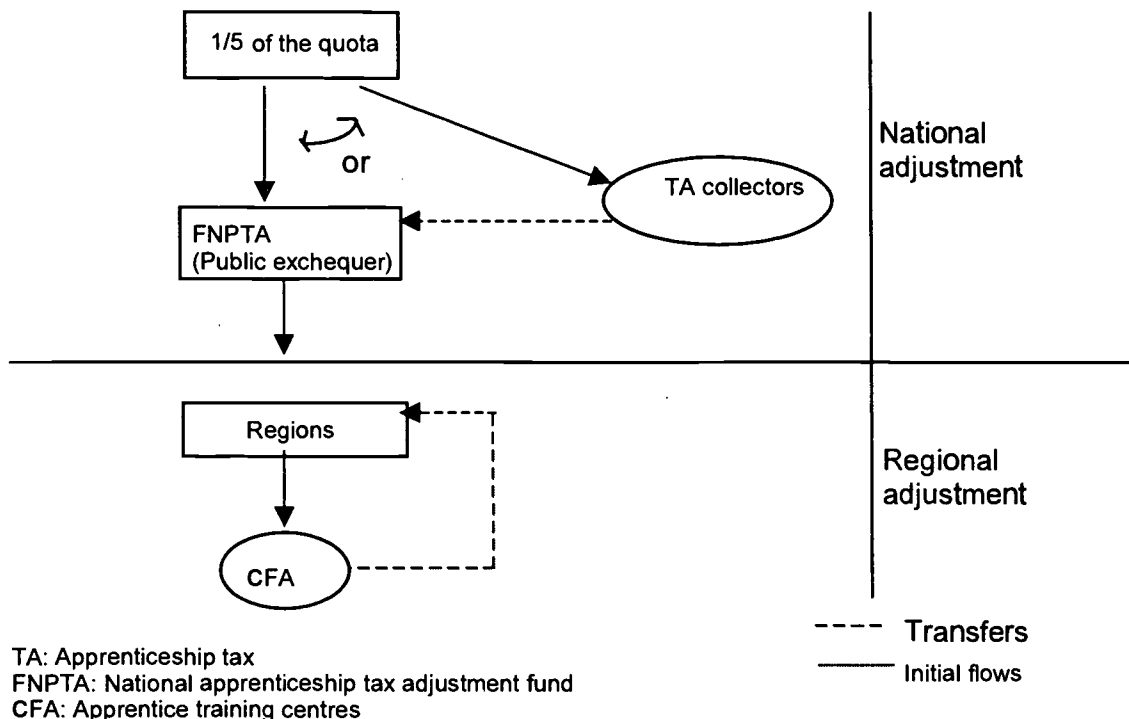 1/5 of the quota
or
TA collectors
National
adjustment
FNPTA
(Public exchequer)
Regions
Regional
adjustment
CFA
Transfers
Initial flows
TA: Apprenticeship tax
FNPTA: National apprenticeship tax adjustment fund
CFA: Apprentice training centres